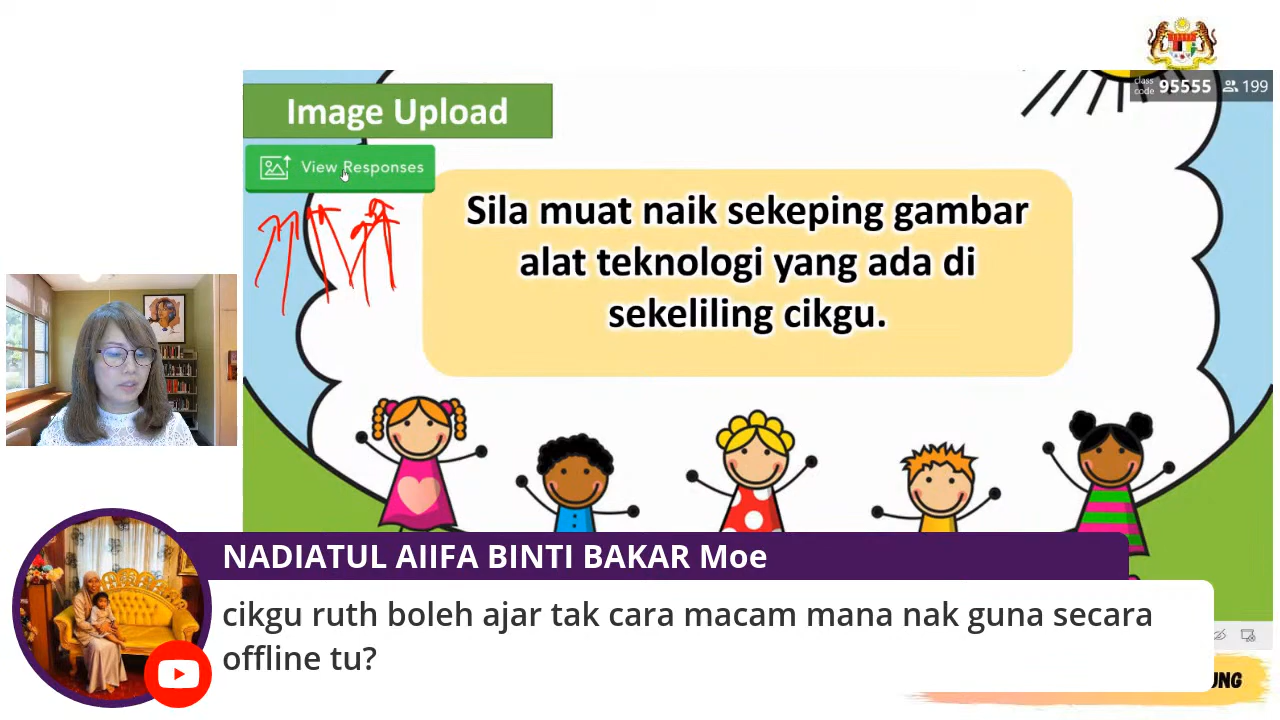 class
code 95555 199
Image Upload
View Responses
Sila muat naik sekeping gambar
alat teknologi yang ada di
sekeliling cikgu.
NADIATUL AIIFA BINTI BAKAR Moe
cikgu ruth boleh ajar tak cara macam mana nak guna secara
offline tu?